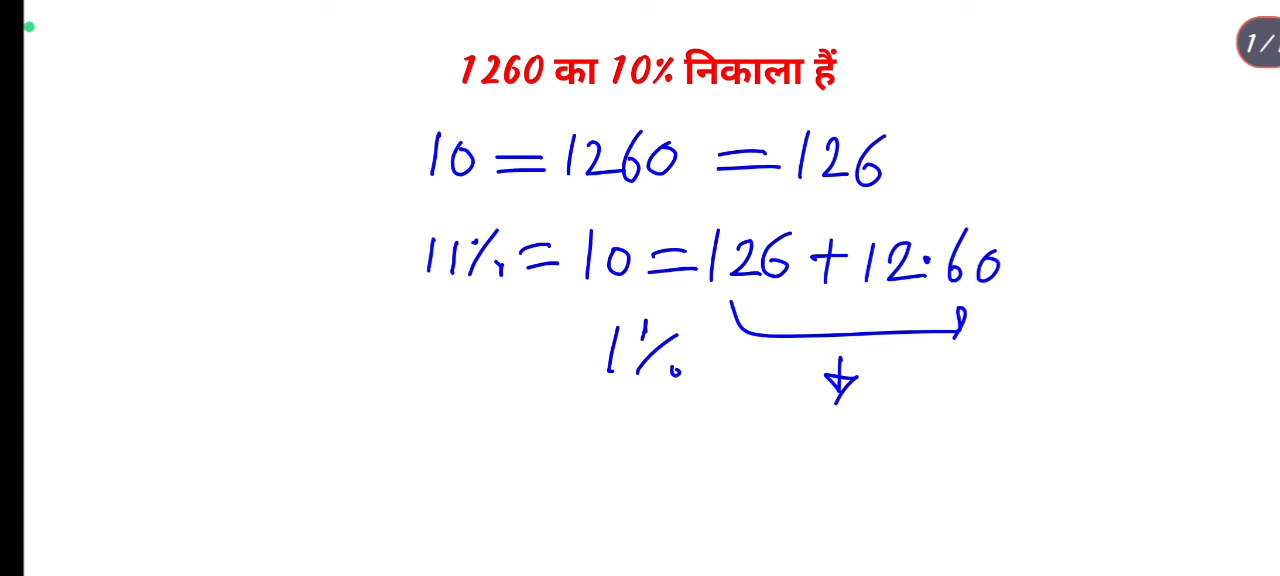 1260 का 10% निकाला हैं
10 = 1260 = 126
11% = 10 = 126 + 12.60
1%